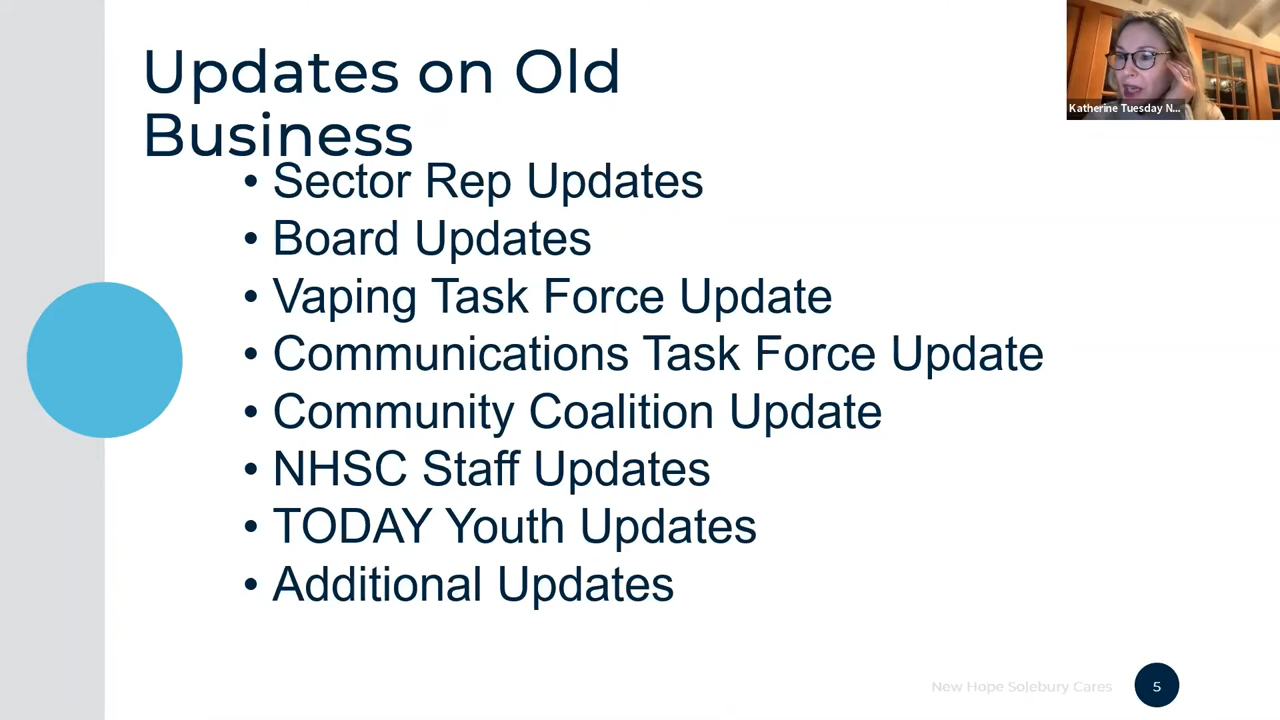 Updates on Old
Business
• Sector Rep Updates
• Board Updates
• Vaping Task Force Update
• Communications Task Force Update
• Community Coalition Update
• NHSC Staff Updates
• TODAY Youth Updates
• Additional Updates
Katherine Tuesday N...
New Hope Solebury Cares
5